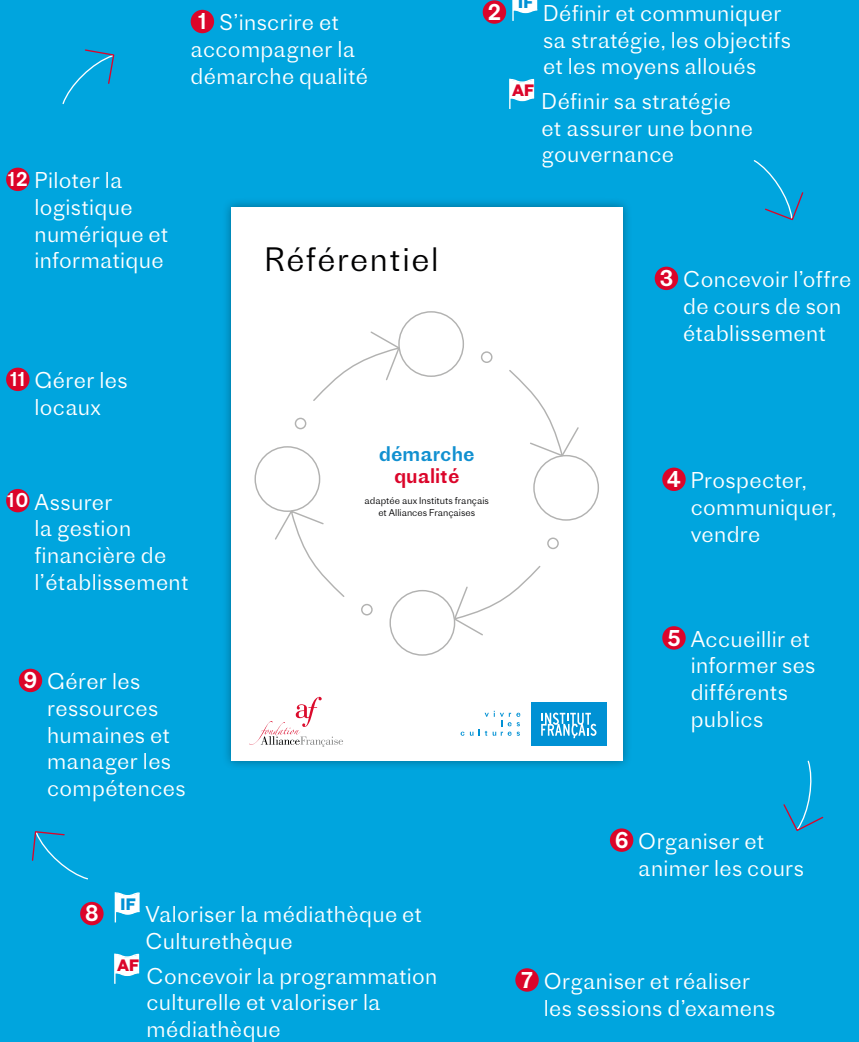 1 S'inscrire et
accompagner la
démarche qualité
2 IF Définir et communiquer
sa stratégie, les objectifs
et les moyens alloués
AF Définir sa stratégie
et assurer une bonne
gouvernance
3 Concevoir l'offre
de cours de son
établissement
4 Prospecter,
communiquer,
vendre
5 Accueillir et
informer ses
différents
publics
6 Organiser et
animer les cours
7 Organiser et réaliser
les sessions d'examens
8 IF Valoriser la médiathèque et
Culturethèque
AF Concevoir la programmation
culturelle et valoriser la
médiathèque
9 Gérer les
ressources
humaines et
manager les
compétences
10 Assurer
la gestion
financière de
l'établissement
11 Gérer les
locaux
12 Piloter la
logistique
numérique et
informatique
Référentiel
démarche
qualité
adaptée aux Instituts français
et Alliances Françaises
af
fondation
AllianceFrançaise
vivre
les
cultures
INSTITUT
FRANÇAIS